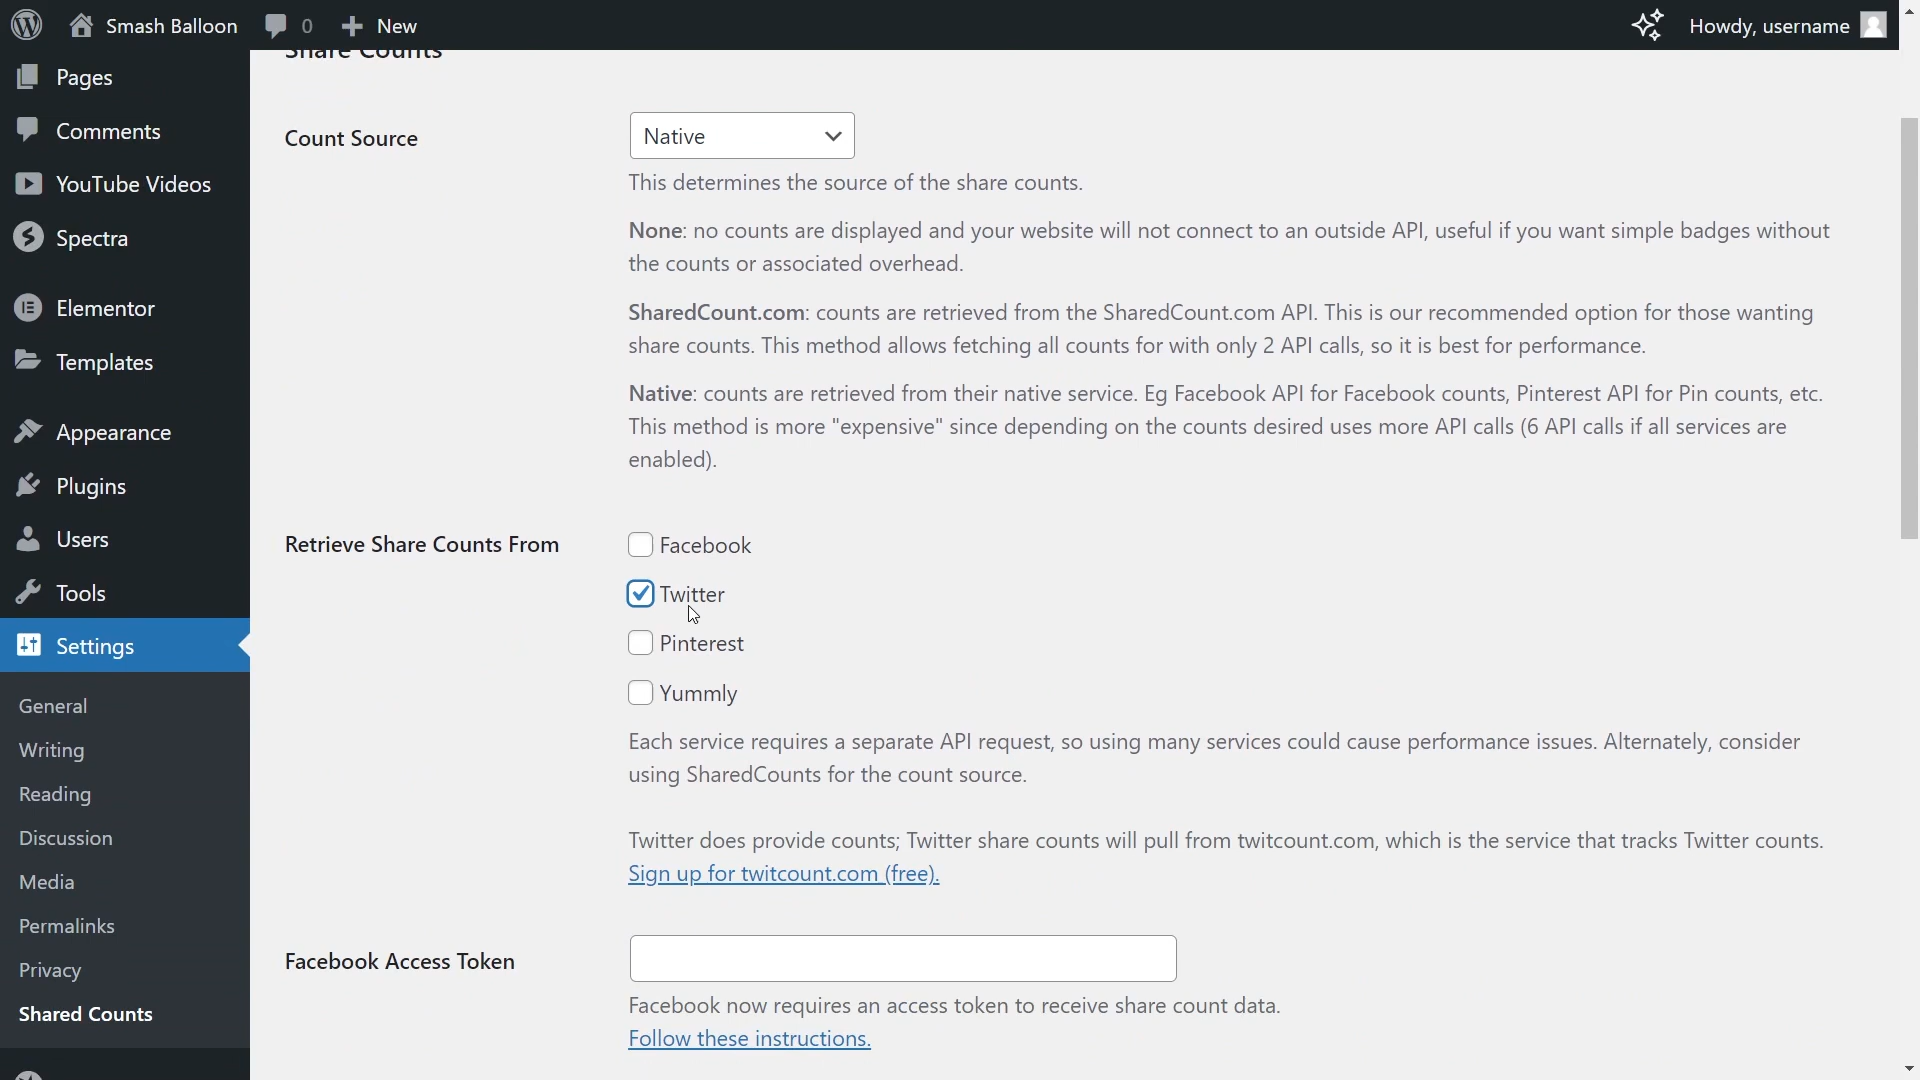 Smash Balloon
0
New
Howdy, username
Share Counts
Pages
Comments
YouTube Videos
Spectra
Elementor
Templates
Appearance
Plugins
Users
Tools
Settings
General
Writing
Reading
Discussion
Media
Permalinks
Privacy
Shared Counts
Count Source
Native
This determines the source of the share counts.
None: no counts are displayed and your website will not connect to an outside API, useful if you want simple badges without
the counts or associated overhead.
SharedCount.com: counts are retrieved from the SharedCount.com API. This is our recommended option for those wanting
share counts. This method allows fetching all counts for with only 2 API calls, so it is best for performance.
Native: counts are retrieved from their native service. Eg Facebook API for Facebook counts, Pinterest API for Pin counts, etc.
This method is more "expensive" since depending on the counts desired uses more API calls (6 API calls if all services are
enabled).
Retrieve Share Counts From
Facebook
Twitter
Pinterest
Yummly
Each service requires a separate API request, so using many services could cause performance issues. Alternately, consider
using SharedCounts for the count source.
Twitter does provide counts; Twitter share counts will pull from twitcount.com, which is the service that tracks Twitter counts.
Sign up for twitcount.com (free).
Facebook Access Token
Facebook now requires an access token to receive share count data.
Follow these instructions.